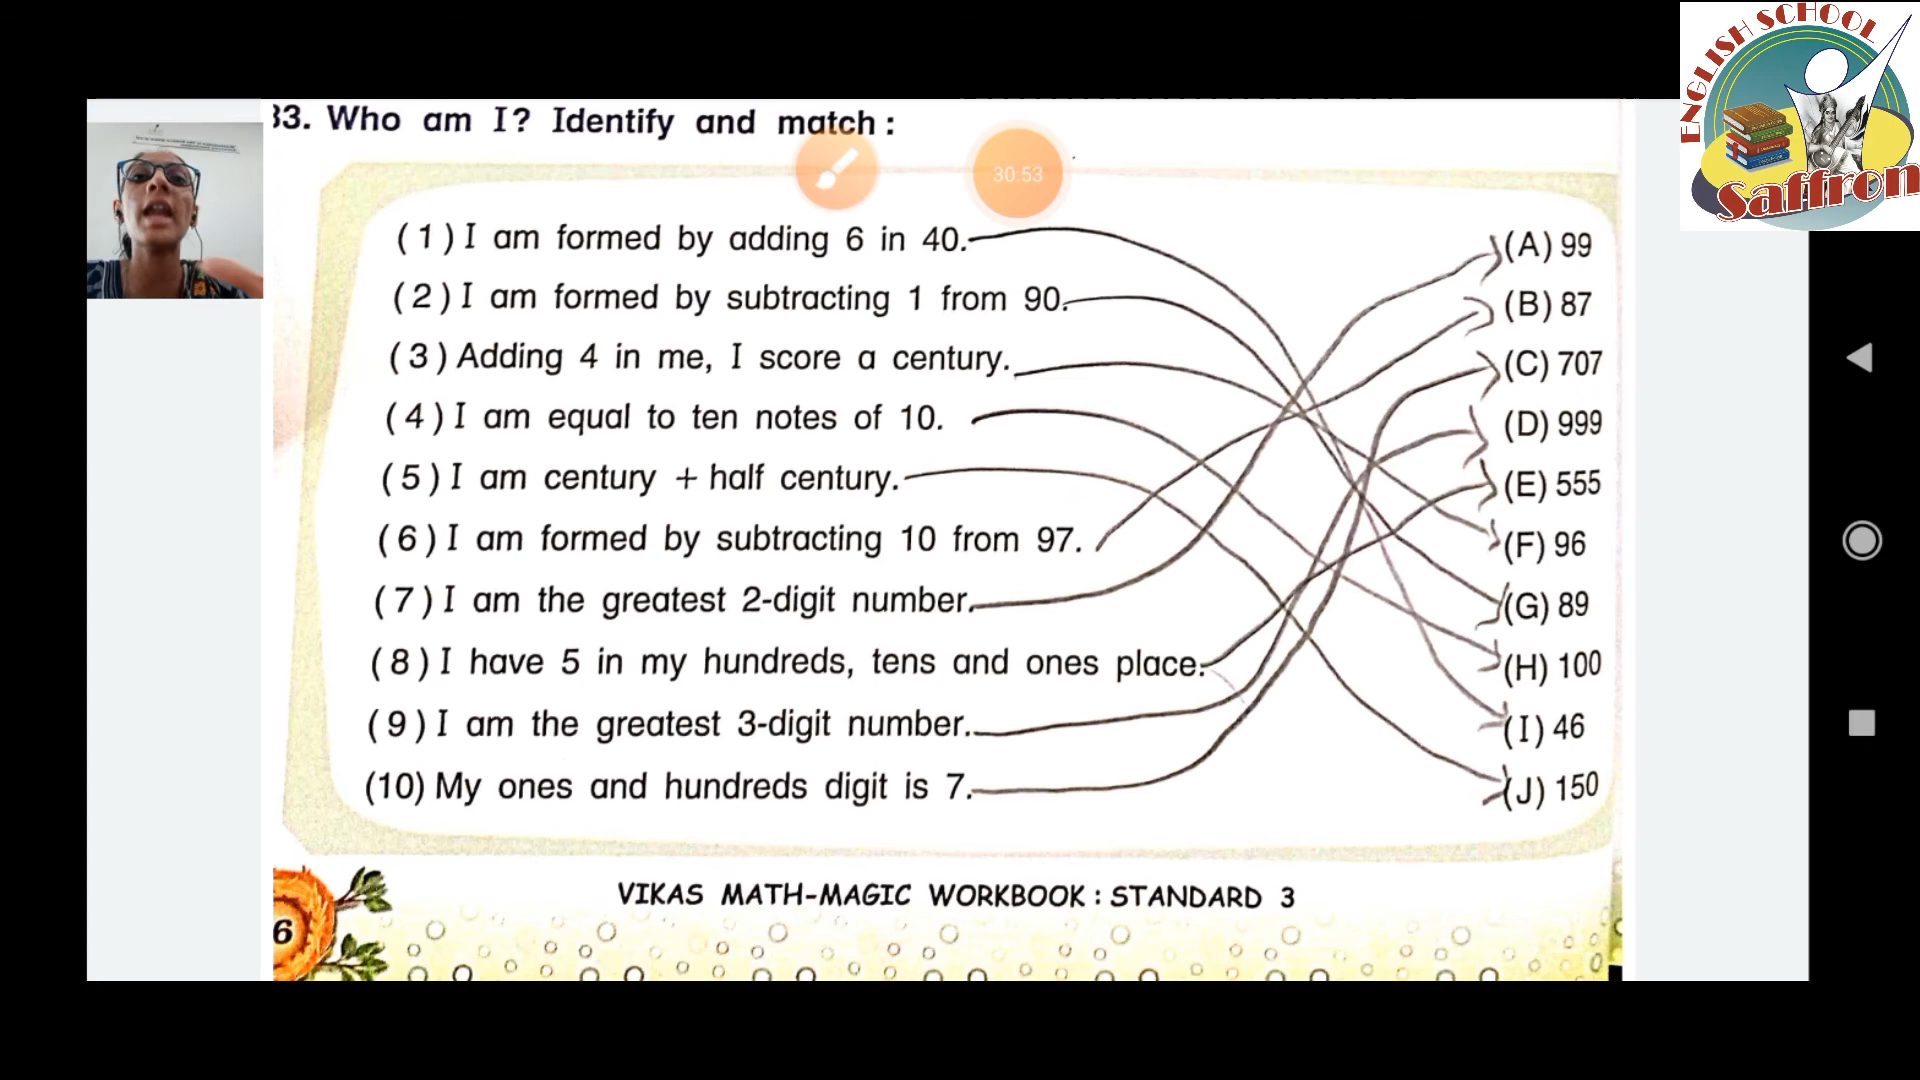 ENGLISH SCHOOL
Saffron
33. Who am I? Identify and match :
30:53
(1) I am formed by adding 6 in 40.
(A) 99
(2) I am formed by subtracting 1 from 90.
(B) 87
(3) Adding 4 in me, I score a century.
(C) 707
(4) I am equal to ten notes of 10.
(D) 999
(5) I am century + half century.
(E) 555
(6) I am formed by subtracting 10 from 97.
(F) 96
(7) I am the greatest 2-digit number.
(G) 89
(8) I have 5 in my hundreds, tens and ones place.
(H) 100
(9) I am the greatest 3-digit number.
(I) 46
(10) My ones and hundreds digit is 7.
(J) 150
6
VIKAS MATH-MAGIC WORKBOOK : STANDARD 3